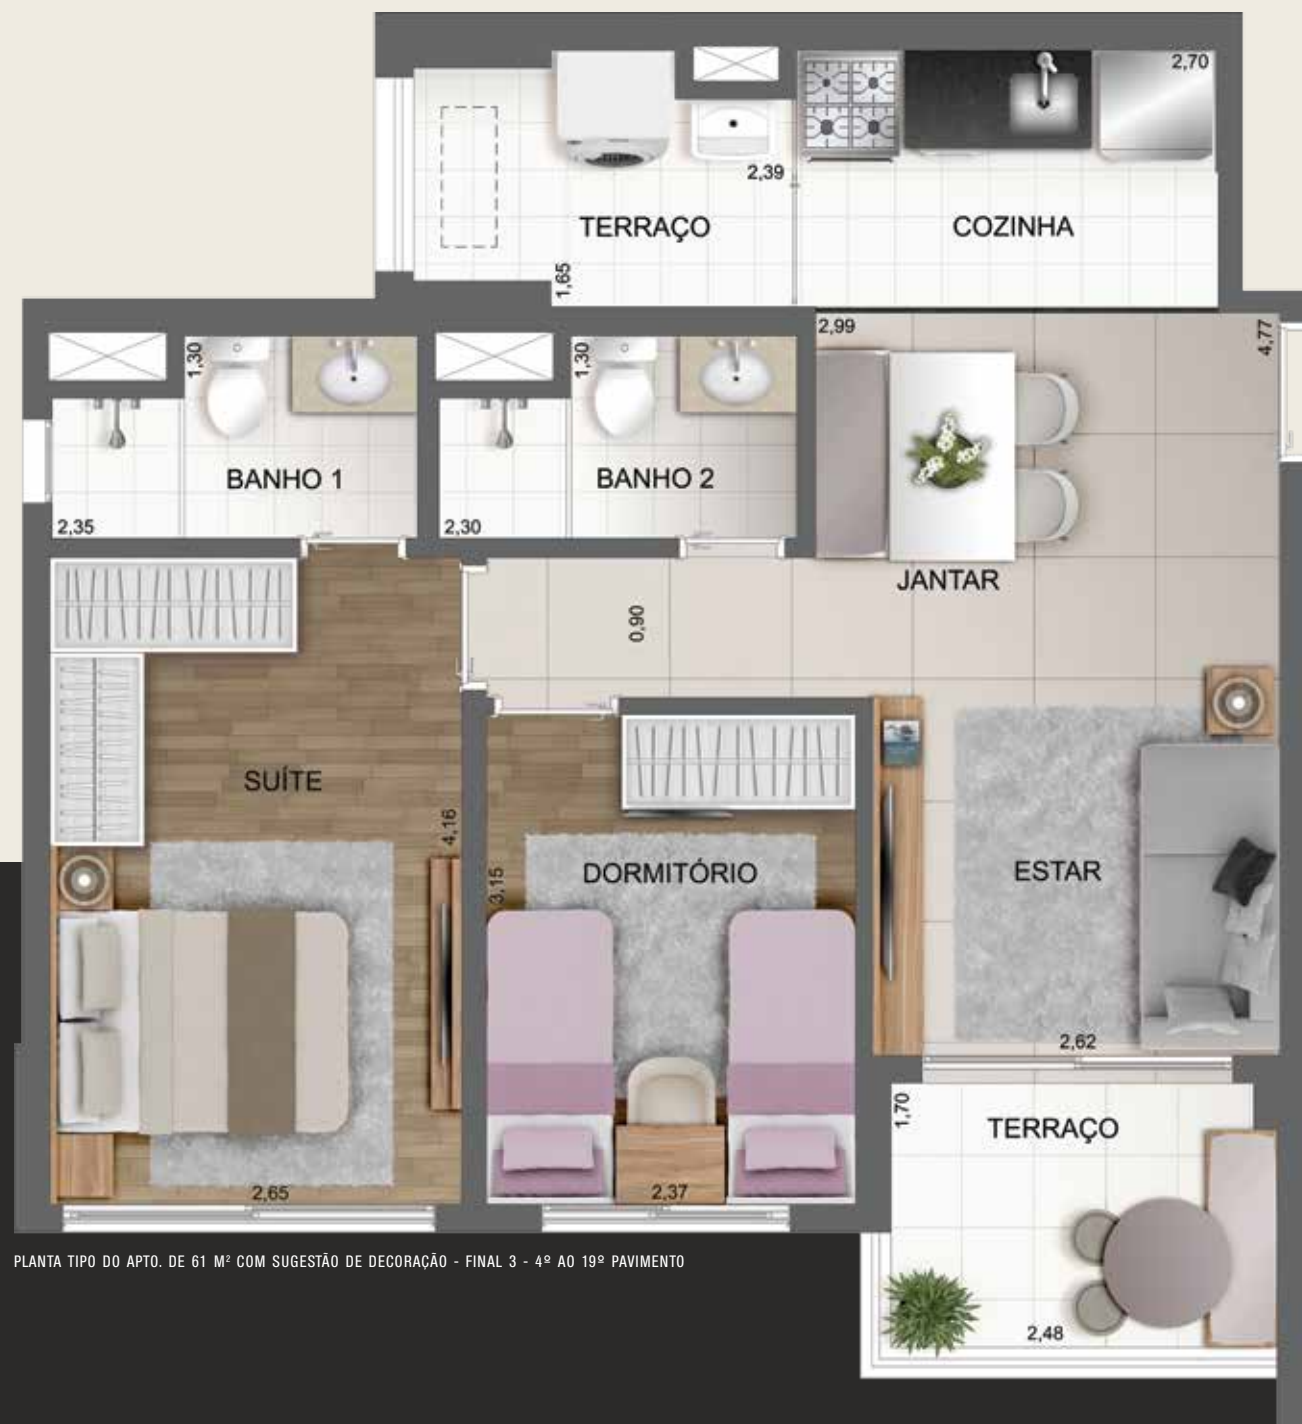 2,70
2,39
TERRAÇO
COZINHA
1,65
2,99
4,77
1,30
1,30
BANHO 1
BANHO 2
2,35
2,30
JANTAR
0,90
SUÍTE
4,16
DORMITÓRIO
3,15
ESTAR
2,62
1,70
TERRAÇO
2,65
2,37
PLANTA TIPO DO APTO. DE 61 M² COM SUGESTÃO DE DECORAÇÃO - FINAL 3 - 4º AO 19º PAVIMENTO
2,48